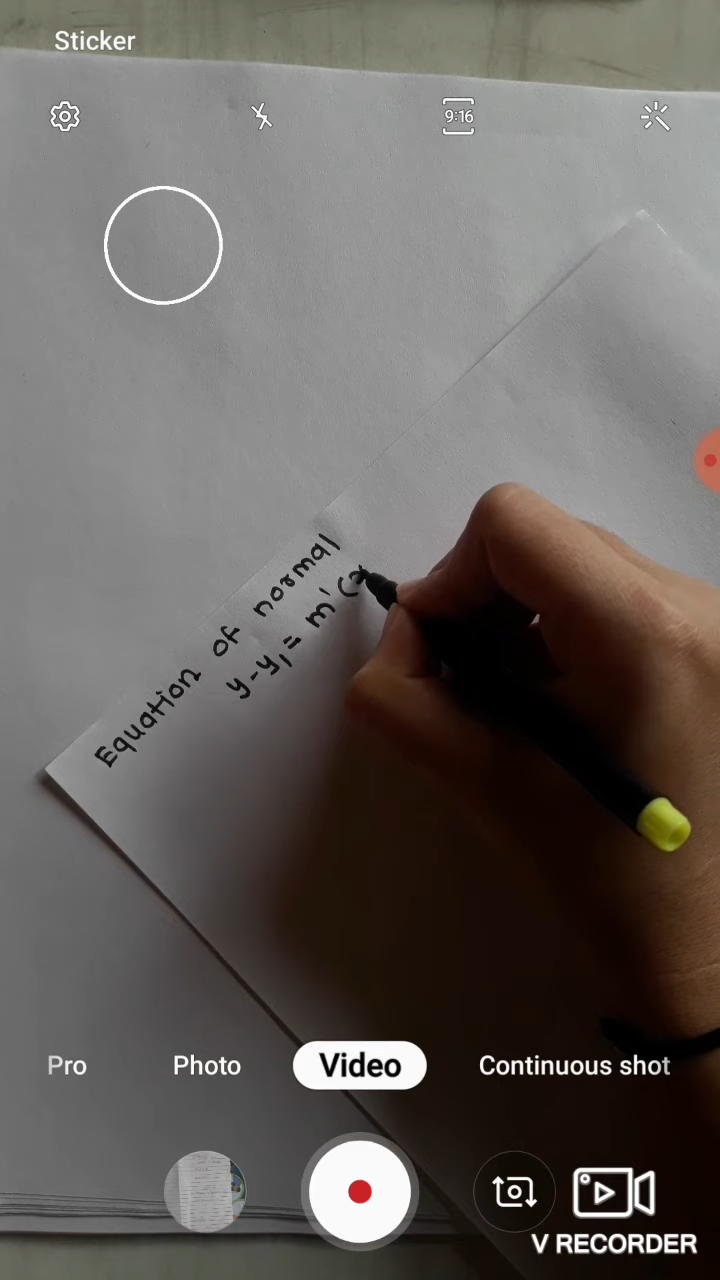 Sticker
9:16
Equation of normal
y-y₁= m'(x
Pro Photo Video Continuous shot
V RECORDER